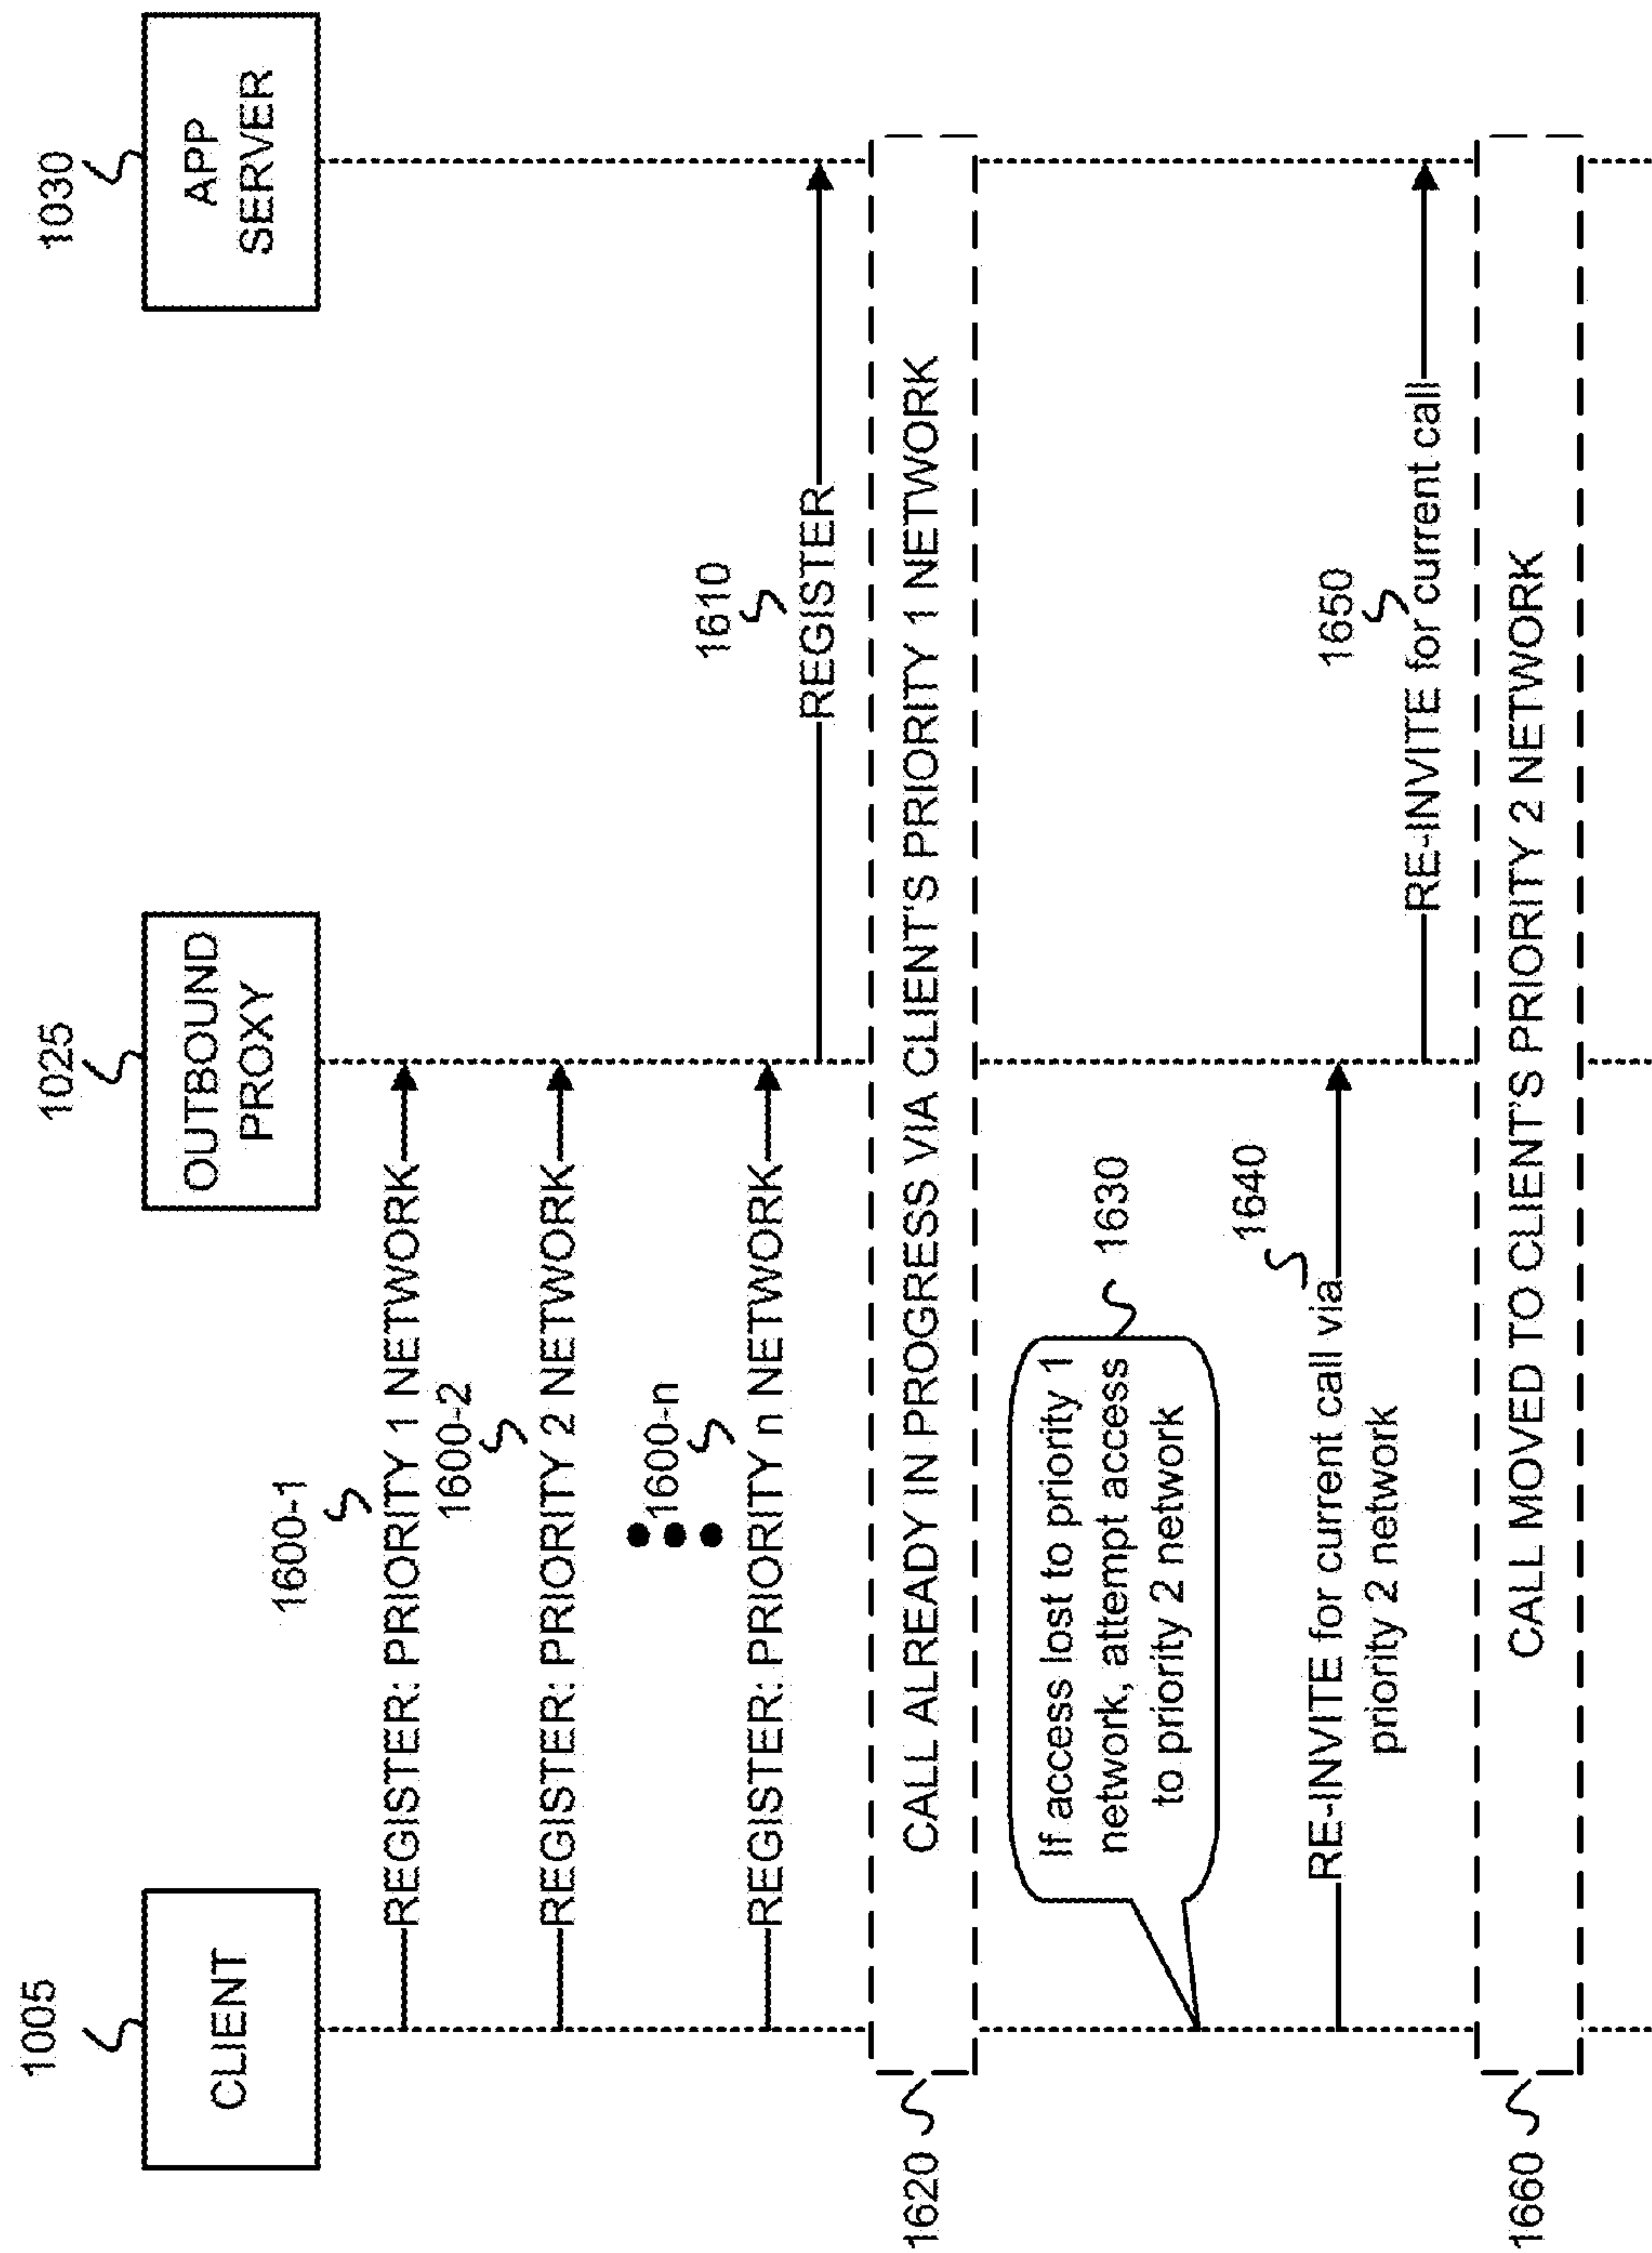 1005
CLIENT
1025
OUTBOUND
PROXY
1030
APP
SERVER
1600-1
REGISTER: PRIORITY 1 NETWORK
1600-2
REGISTER: PRIORITY 2 NETWORK
1600-n
REGISTER: PRIORITY n NETWORK
1610
REGISTER
1620
CALL ALREADY IN PROGRESS VIA CLIENT'S PRIORITY 1 NETWORK
If access lost to priority 1
network, attempt access
to priority 2 network
1630
1640
RE-INVITE for current call via
priority 2 network
1650
RE-INVITE for current call
1660
CALL MOVED TO CLIENT'S PRIORITY 2 NETWORK